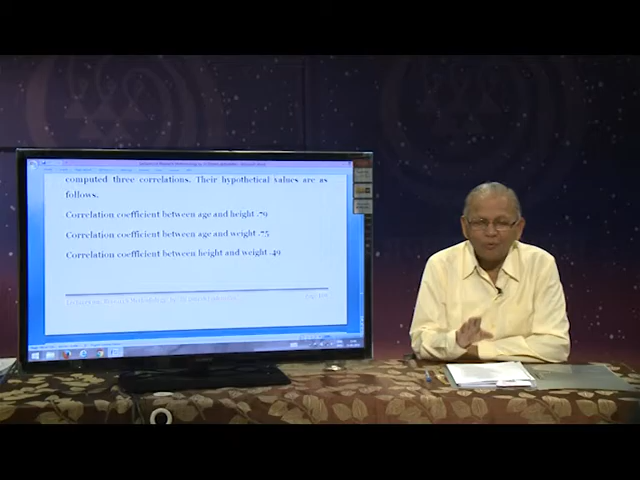 computed three correlations. Their hypothetical values are as
follows.
Correlation coefficient between age and height .79
Correlation coefficient between age and weight .75
Correlation coefficient between height and weight .49